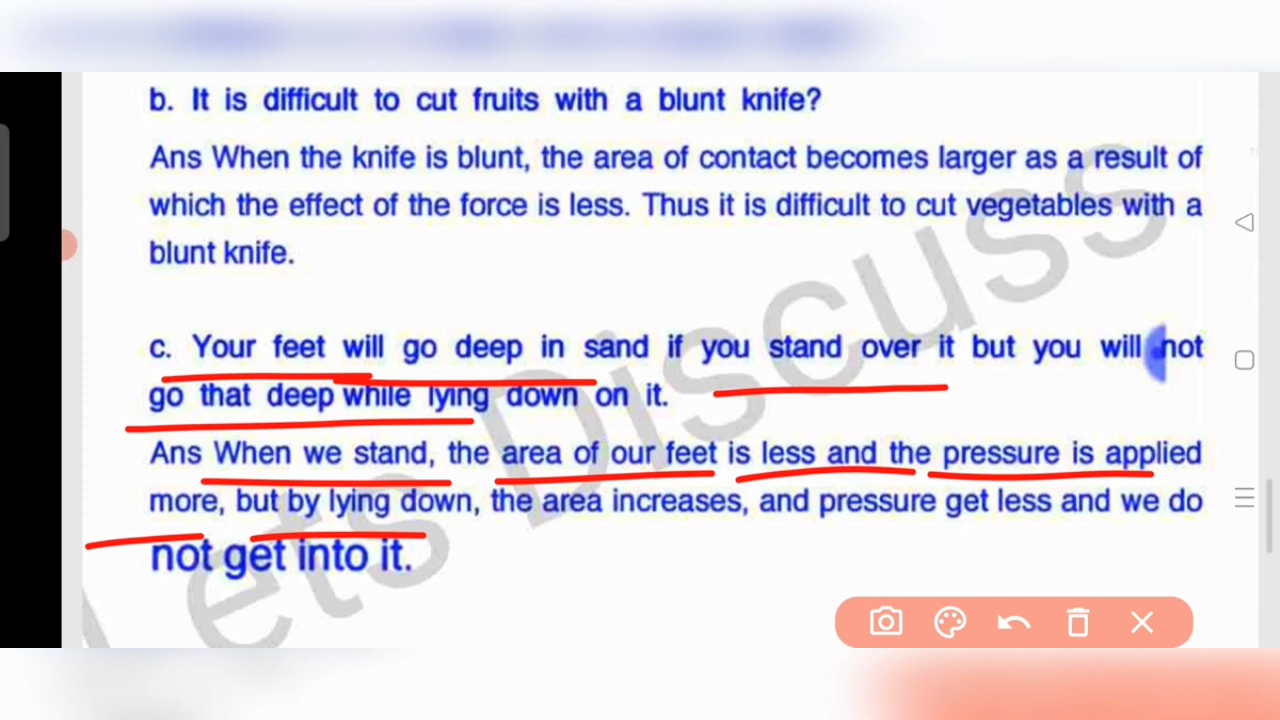 b. It is difficult to cut fruits with a blunt knife?
Ans When the knife is blunt, the area of contact becomes larger as a result of
which the effect of the force is less. Thus it is difficult to cut vegetables with a
blunt knife.
c. Your feet will go deep in sand if you stand over it but you will not
go that deep while lying down on it.
Ans When we stand, the area of our feet is less and the pressure is applied
more, but by lying down, the area increases, and pressure get less and we do
not get into it.
Lets Discuss